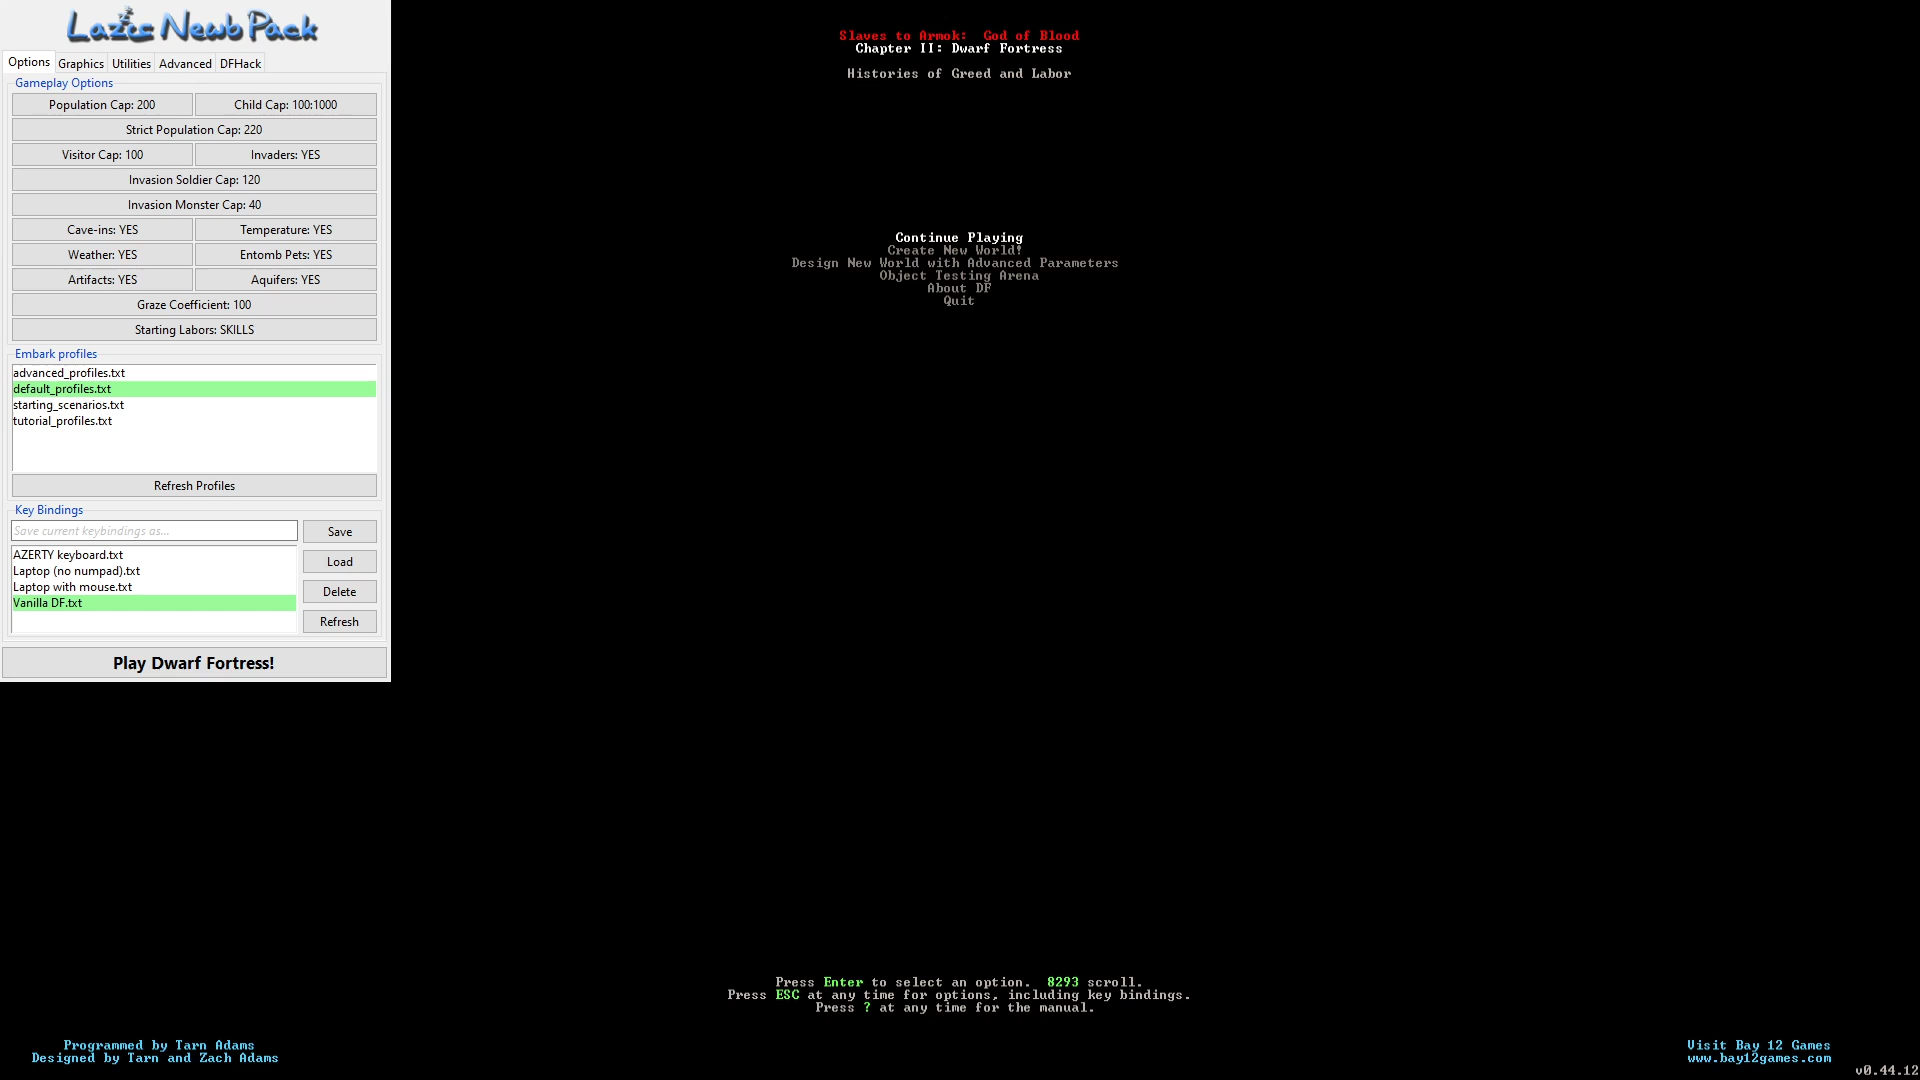 Lazie Newb Pack
Options Graphics Utilities Advanced DFHack
Gameplay Options
Population Cap: 200 Child Cap: 100:1000
Strict Population Cap: 220
Visitor Cap: 100 Invaders: YES
Invasion Soldier Cap: 120
Invasion Monster Cap: 40
Cave-ins: YES Temperature: YES
Weather: YES Entomb Pets: YES
Artifacts: YES Aquifers: YES
Graze Coefficient: 100
Starting Labors: SKILLS
Embark profiles
advanced_profiles.txt
default_profiles.txt
starting_scenarios.txt
tutorial_profiles.txt
Refresh Profiles
Key Bindings
Save current keybindings as... Save
AZERTY keyboard.txt
Laptop (no numpad).txt
Laptop with mouse.txt
Vanilla DF.txt
Load
Delete
Refresh
Play Dwarf Fortress!
Slaves to Armok: God of Blood
Chapter II: Dwarf Fortress
Histories of Greed and Labor
Continue Playing
Create New World!
Design New World with Advanced Parameters
Object Testing Arena
About DF
Quit
Press Enter to select an option. 8293 scroll.
Press ESC at any time for options, including key bindings.
Press ? at any time for the manual.
Programmed by Tarn Adams
Designed by Tarn and Zach Adams
Visit Bay 12 Games
www.bay12games.com
v0.44.12